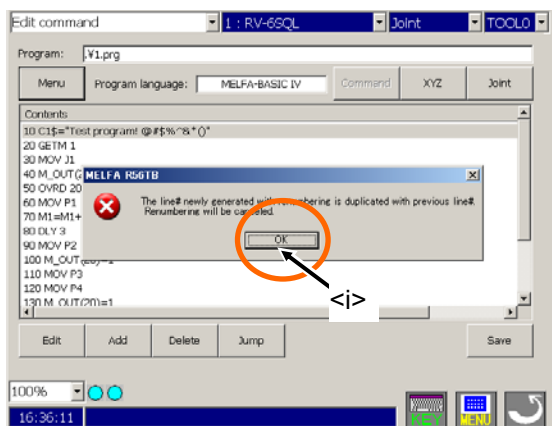 Edit command 1 : RV-6SQL Joint TOOL0
Program: .¥1.prg
Menu Program language: MELFA-BASIC IV Command XYZ Joint
Contents
10 C1$="Test program! @#$%^&*()"
20 GETM 1
30 MOV J1
40 M_OUT(2
MELFA R56TB
50 OVRD 20
The line# newly generated with renumbering is duplicated with previous line#.
60 MOV P1
Renumbering will be canceled.
70 M1=M1+
80 DLY 3
OK
90 MOV P2
100 M_OUT(20)=1
110 MOV P3
120 MOV P4
130 M_OUT(20)=1
<i>
Edit Add Delete Jump Save
100%
16:36:11 KEY MENU